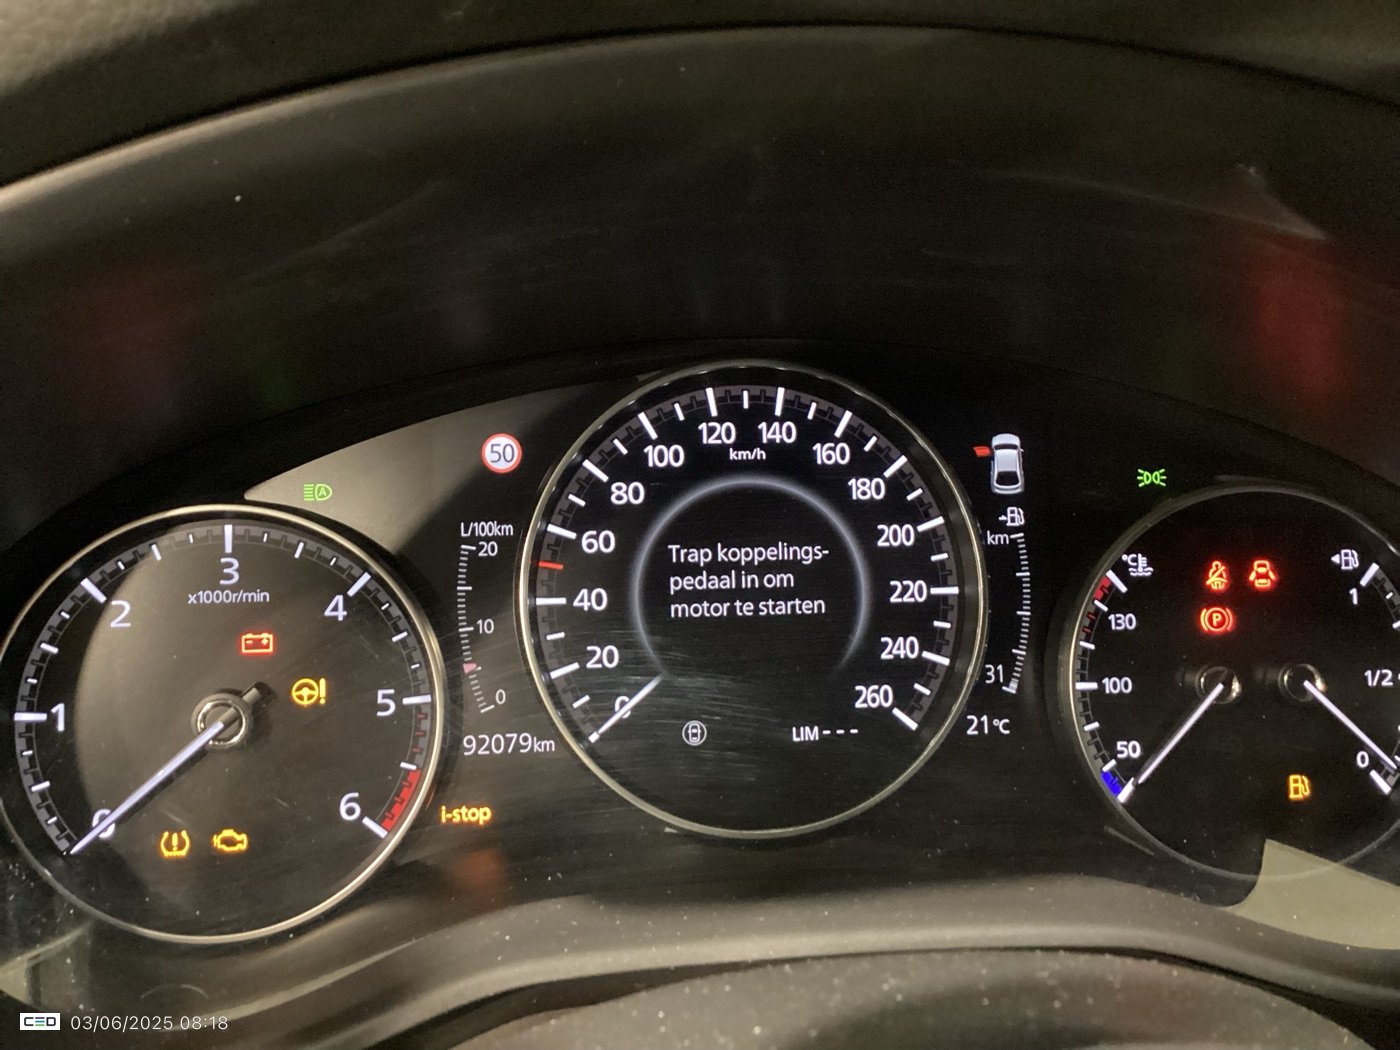 50
L/100km
20
10
0
92079km
i-stop
x1000r/min
0
1
2
3
4
5
6
km/h
0
20
40
60
80
100
120
140
160
180
200
220
240
260
Trap koppelings-
pedaal in om
motor te starten
LIM---
km
31
21°C
°C
130
100
50
P
1
1/2
0
A
CED 03/06/2025 08:18